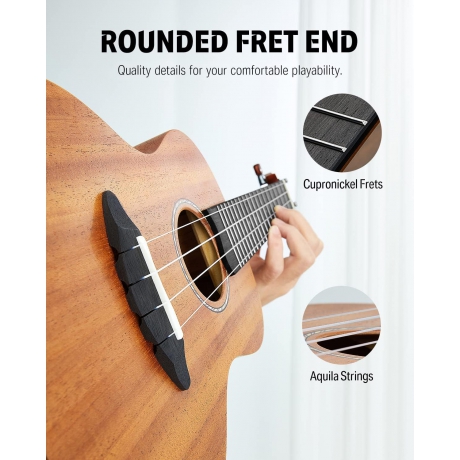 ROUNDED FRET END
Quality details for your comfortable playability.
Cupronickel Frets
Aquila Strings